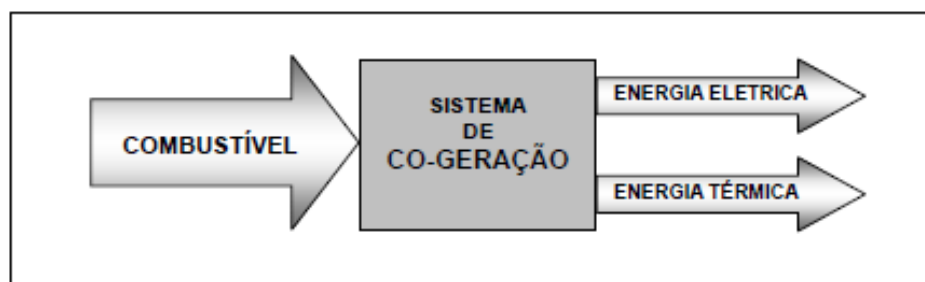 COMBUSTÍVEL
SISTEMA
DE
CO-GERAÇÃO
ENERGIA ELETRICA
ENERGIA TÉRMICA